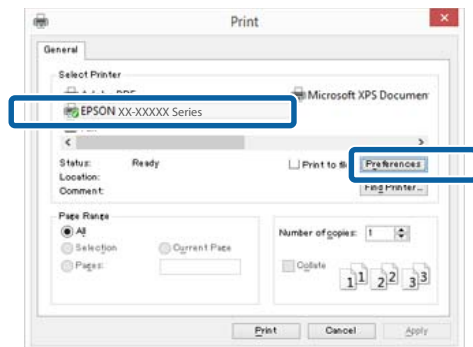 Print
General
Select Printer
Microsoft XPS Documen
EPSON XX-XXXXX Series
Status: Ready
Print to fi
Preferences
Location:
Comment:
Find Printer...
Page Range
All
Selection
Current Page
Pages:
Number of copies: 1
Collate
1 1 2 2 3 3
Print
Cancel
Apply